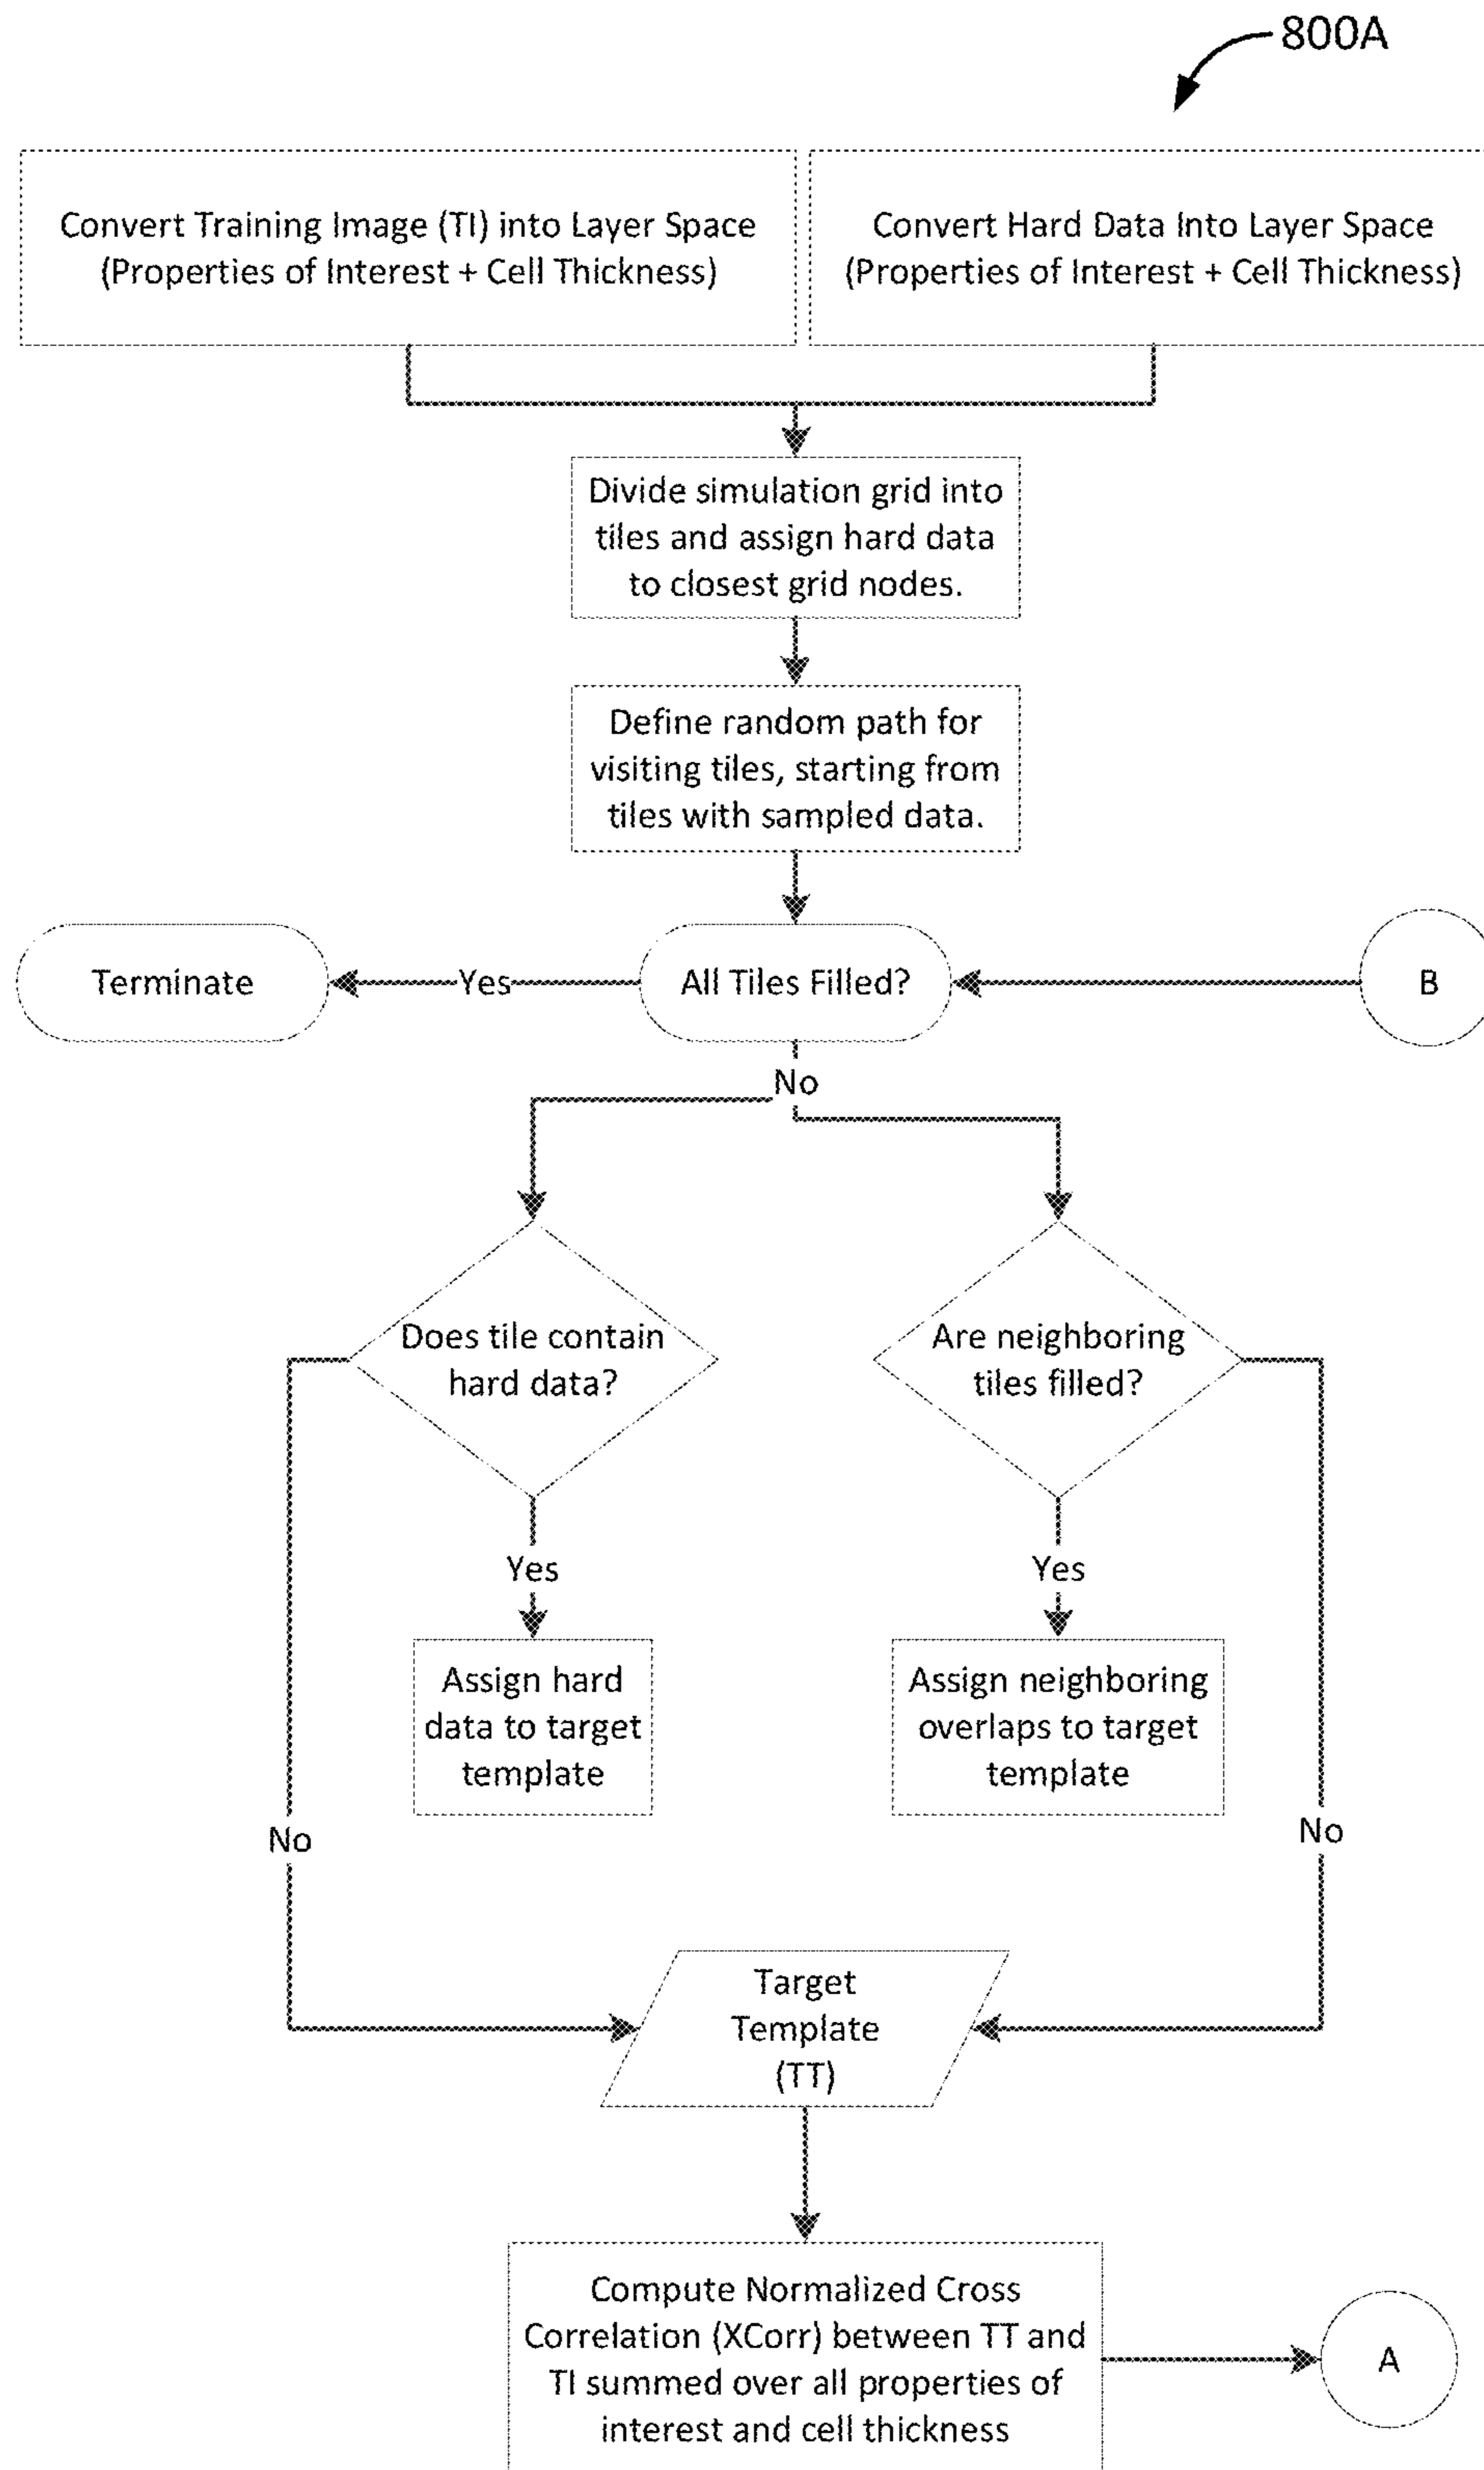 800A
Convert Training Image (TI) into Layer Space
(Properties of Interest + Cell Thickness)
Convert Hard Data Into Layer Space
(Properties of Interest + Cell Thickness)
Divide simulation grid into
tiles and assign hard data
to closest grid nodes.
Define random path for
visiting tiles, starting from
tiles with sampled data.
Terminate
Yes
All Tiles Filled?
B
No
Does tile contain
hard data?
Are neighboring
tiles filled?
Yes
Yes
Assign hard
data to target
template
Assign neighboring
overlaps to target
template
No
No
Target
Template
(TT)
Compute Normalized Cross
Correlation (XCorr) between TT and
TI summed over all properties of
interest and cell thickness
A